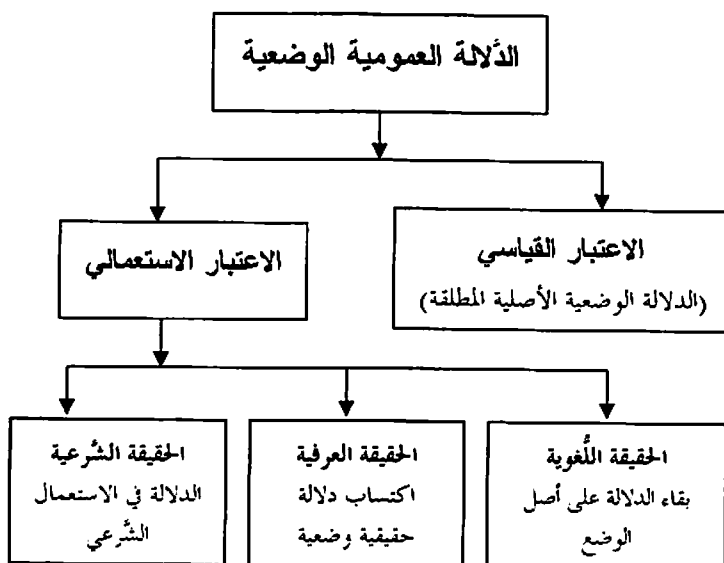 الدَّلالة العمومية الوضعية
الاعتبار القياسي
(الدلالة الوضعية الأصلية المطلقة)
الاعتبار الاستعمالي
الحقيقة اللُّغوية
بقاء الدلالة على أصل
الوضع
الحقيقة العرفية
اكتساب دلالة
حقيقية وضعية
الحقيقة الشَّرعية
الدلالة في الاستعمال
الشَّرعي